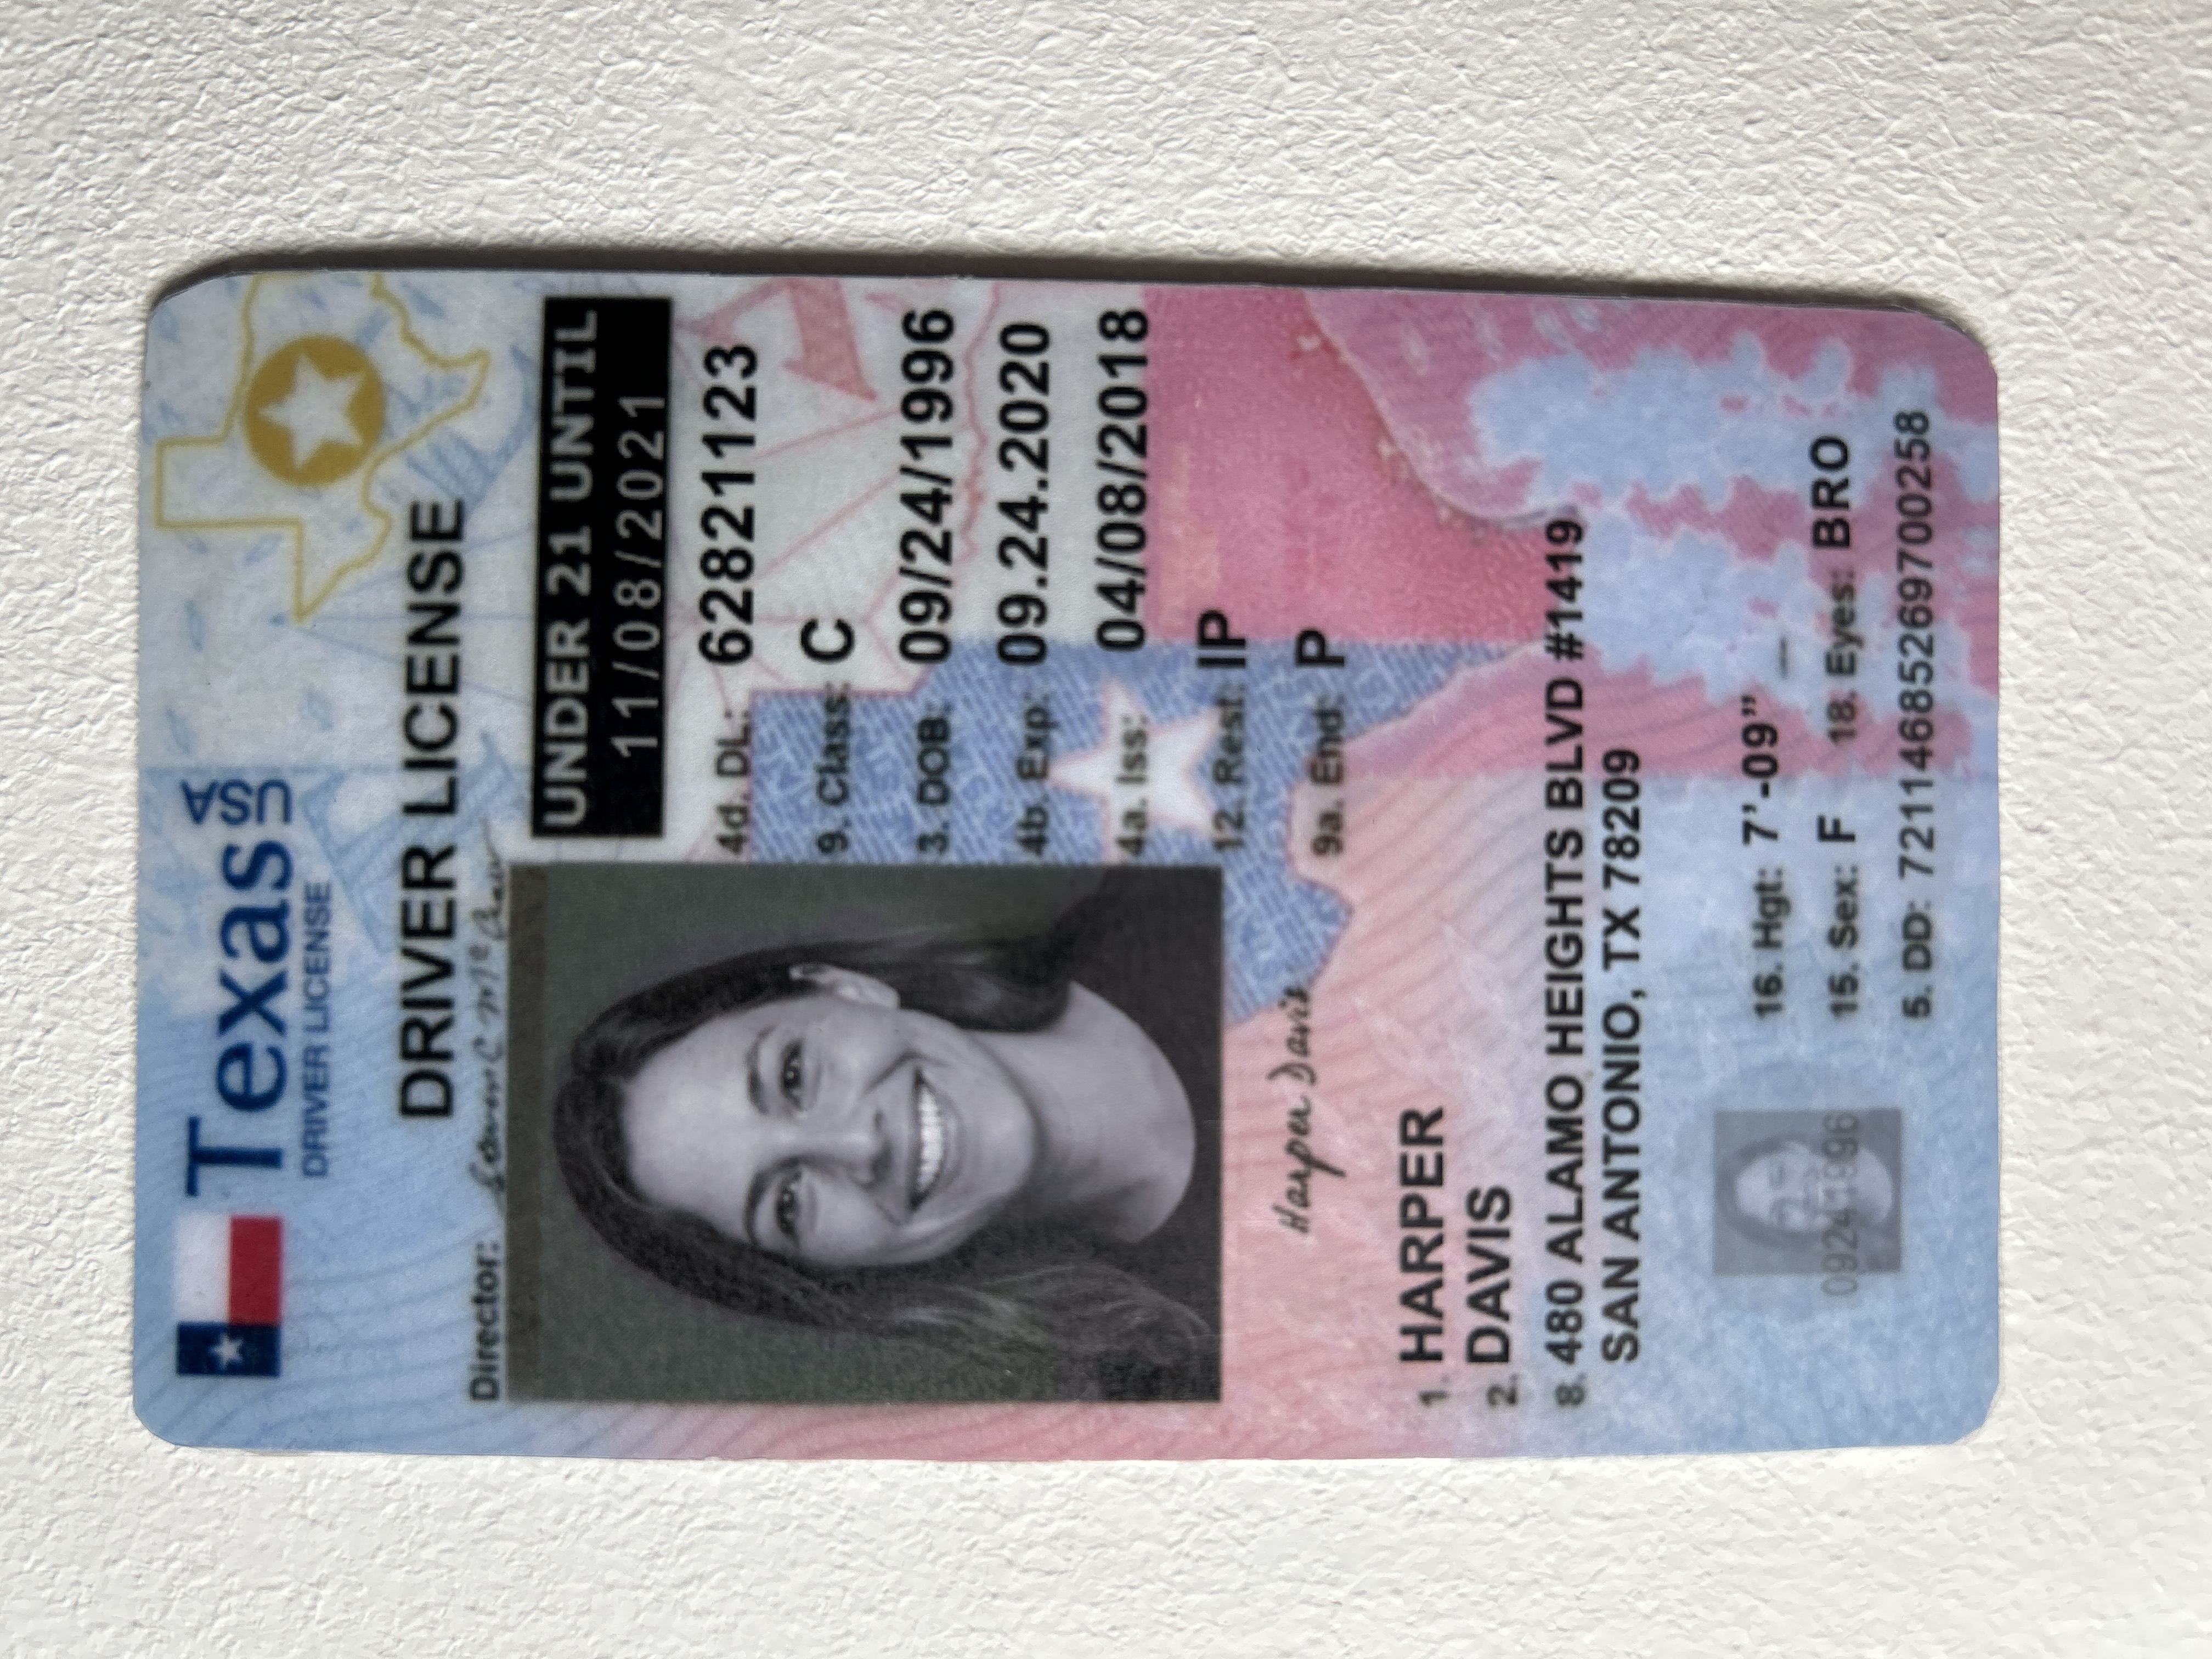 Texas USA
DRIVER LICENSE
DRIVER LICENSE
Director:
UNDER 21 UNTIL
11/08/2021
4d. DL: 62821123
9. Class: C
3. DOB: 09/24/1996
4b. Exp: 09.24.2020
4a. Iss: 04/08/2018
12. Rest: IP
9a. End: P
Harper Davis
1. HARPER
2. DAVIS
8. 480 ALAMO HEIGHTS BLVD #1419
SAN ANTONIO, TX 78209
16. Hgt: 7’-09” _
15. Sex: F 18. Eyes: BRO
09241996
5. DD: 72114685269700258